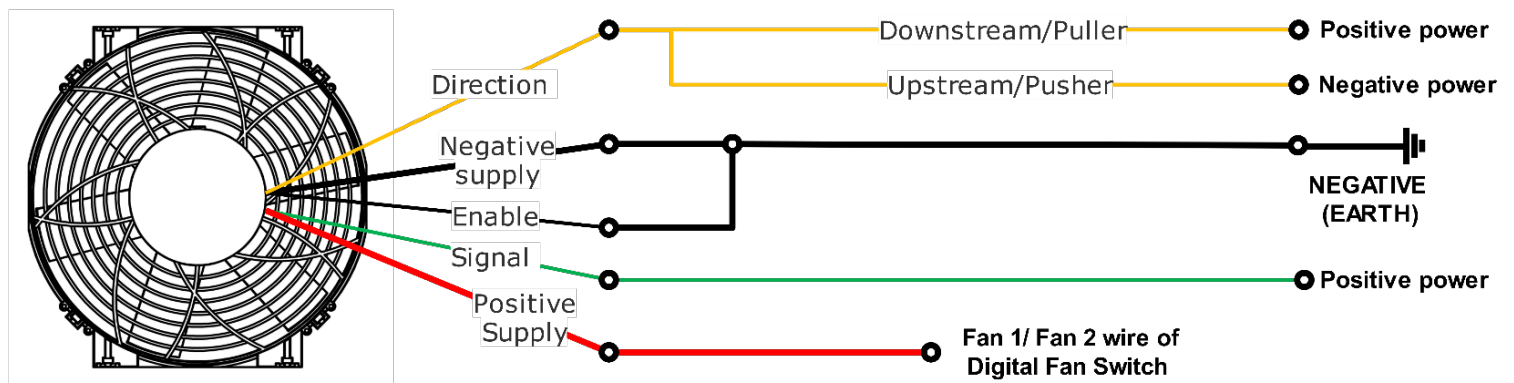 Downstream/Puller
Positive power
Direction
Upstream/Pusher
Negative power
Negative
supply
NEGATIVE
(EARTH)
Enable
Signal
Positive power
Positive
Supply
Fan 1/ Fan 2 wire of
Digital Fan Switch